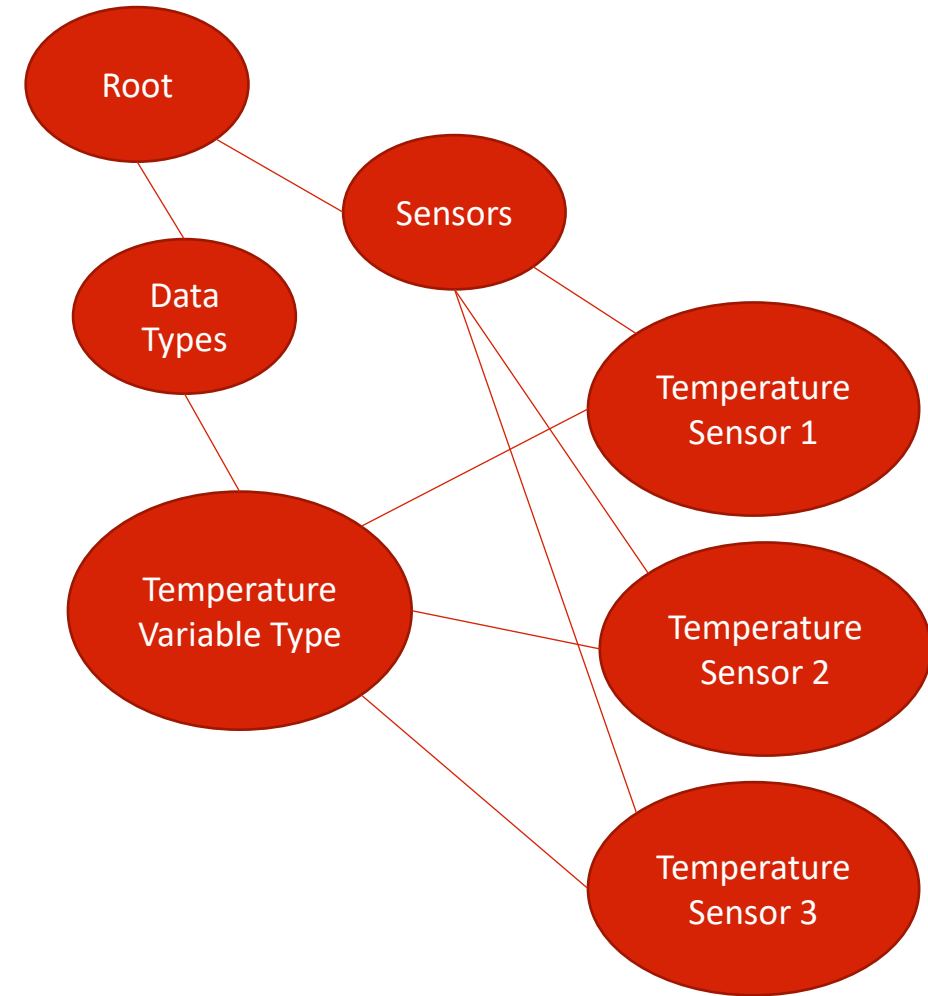 Root
Sensors
Data
Types
Temperature
Sensor 1
Temperature
Variable Type
Temperature
Sensor 2
Temperature
Sensor 3